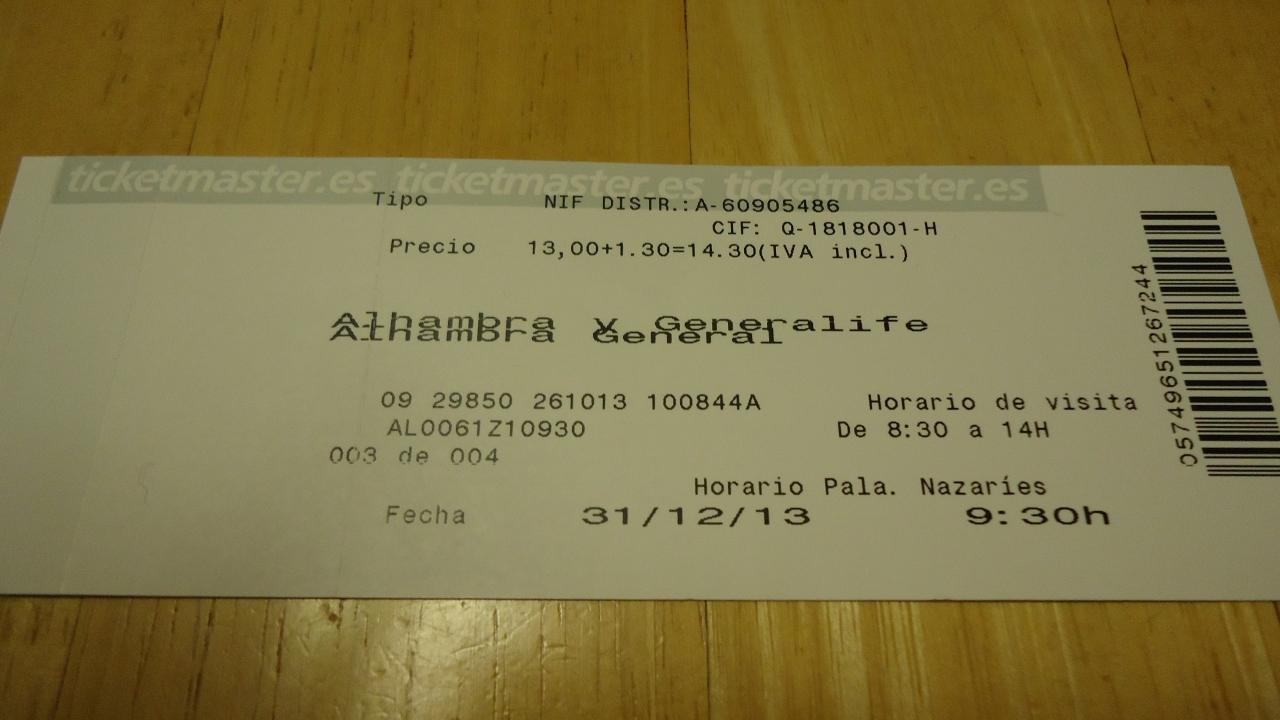 ticketmaster.es ticketmaster.es ticketmaster.es
Tipo NIF DISTR.:A-60905486
CIF: Q-1818001-H
Precio 13,00+1.30=14.30(IVA incl.)
Alhambra y Generalife
Alhambra General
09 29850 261013 100844A Horario de visita
AL0061Z10930 De 8:30 a 14H
003 de 004
Horario Pala. Nazaríes
Fecha 31/12/13 9:30h
05749651267244